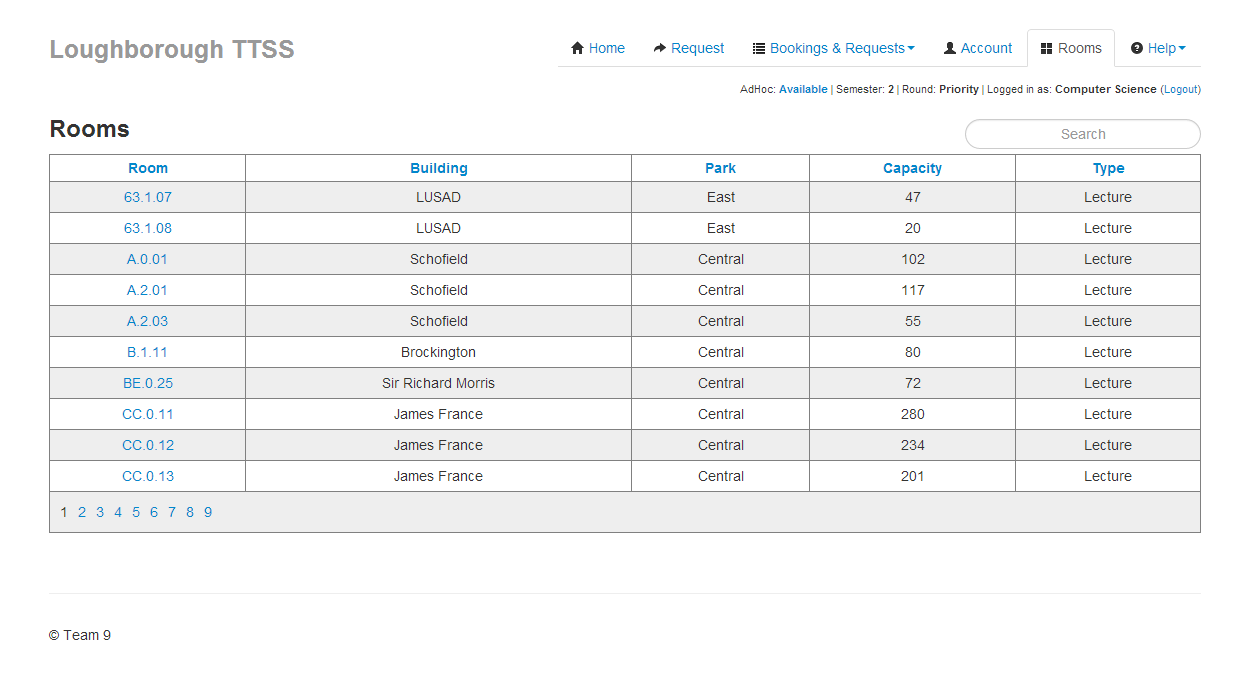 Loughborough TTSS
Home Request Bookings & Requests Account Rooms Help
AdHoc: Available | Semester: 2 | Round: Priority | Logged in as: Computer Science (Logout)
Rooms
Search
Room Building Park Capacity Type
63.1.07 LUSAD East 47 Lecture
63.1.08 LUSAD East 20 Lecture
A.0.01 Schofield Central 102 Lecture
A.2.01 Schofield Central 117 Lecture
A.2.03 Schofield Central 55 Lecture
B.1.11 Brockington Central 80 Lecture
BE.0.25 Sir Richard Morris Central 72 Lecture
CC.0.11 James France Central 280 Lecture
CC.0.12 James France Central 234 Lecture
CC.0.13 James France Central 201 Lecture
1 2 3 4 5 6 7 8 9
© Team 9